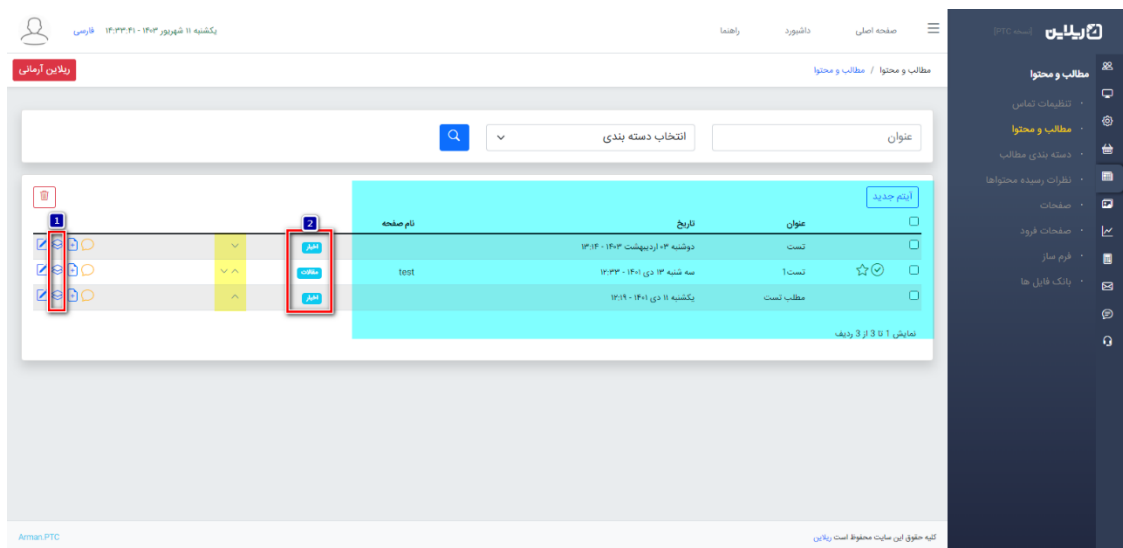 ریلاین [نسخه PTC]
مطالب و محتوا
تنظیمات تماس
مطالب و محتوا
دسته بندی مطالب
نظرات رسیده محتواها
صفحات
صفحات فرود
فرم ساز
بانک فایل ها
صفحه اصلی داشبورد راهنما
یکشنبه ۱۱ شهریور ۱۴۰۳ - ۱۴:۳۳:۴۱ فارسی
مطالب و محتوا / مطالب و محتوا
ریلاین آرمانی
عنوان انتخاب دسته بندی
آیتم جدید
1 2
عنوان تاریخ نام صفحه
تست دوشنبه ۰۳ اردیبهشت ۱۴۰۳ - ۱۳:۱۴ اخبار
تست1 سه شنبه ۱۳ دی ۱۴۰۱ - ۱۲:۳۳ test مقالات
مطلب تست یکشنبه ۱۱ دی ۱۴۰۱ - ۱۲:۱۹ اخبار
نمایش 1 تا 3 از 3 ردیف
کلیه حقوق این سایت محفوظ است ریلاین
Arman.PTC